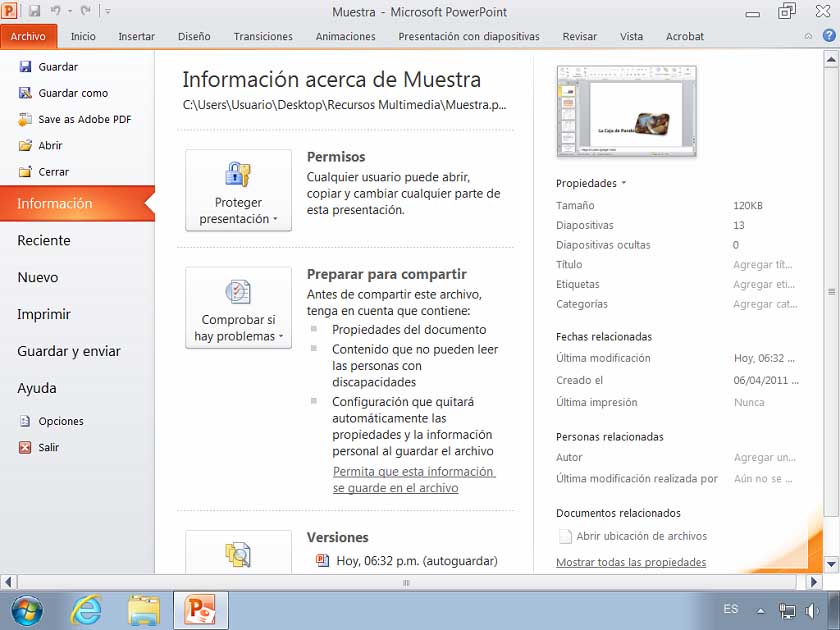 Muestra - Microsoft PowerPoint
Archivo Inicio Insertar Diseño Transiciones Animaciones Presentación con diapositivas Revisar Vista Acrobat
Guardar
Guardar como
Save as Adobe PDF
Abrir
Cerrar
Información
Reciente
Nuevo
Imprimir
Guardar y enviar
Ayuda
Opciones
Salir
Información acerca de Muestra
C:\Users\Usuario\Desktop\Recursos Multimedia\Muestra.p...
Proteger
presentación
Permisos
Cualquier usuario puede abrir,
copiar y cambiar cualquier parte de
esta presentación.
Comprobar si
hay problemas
Preparar para compartir
Antes de compartir este archivo,
tenga en cuenta que contiene:
Propiedades del documento
Contenido que no pueden leer
las personas con
discapacidades
Configuración que quitará
automáticamente las
propiedades y la información
personal al guardar el archivo
Permita que esta información
se guarde en el archivo
Versiones
Hoy, 06:32 p.m. (autoguardar)
La Caja de
Propiedades
Tamaño 120KB
Diapositivas 13
Diapositivas ocultas 0
Título Agregar tít...
Etiquetas Agregar eti...
Categorías Agregar cat...
Fechas relacionadas
Última modificación Hoy, 06:32 ...
Creado el 06/04/2011 ...
Última impresión Nunca
Personas relacionadas
Autor Agregar un...
Última modificación realizada por Aún no se ...
Documentos relacionados
Abrir ubicación de archivos
Mostrar todas las propiedades
ES